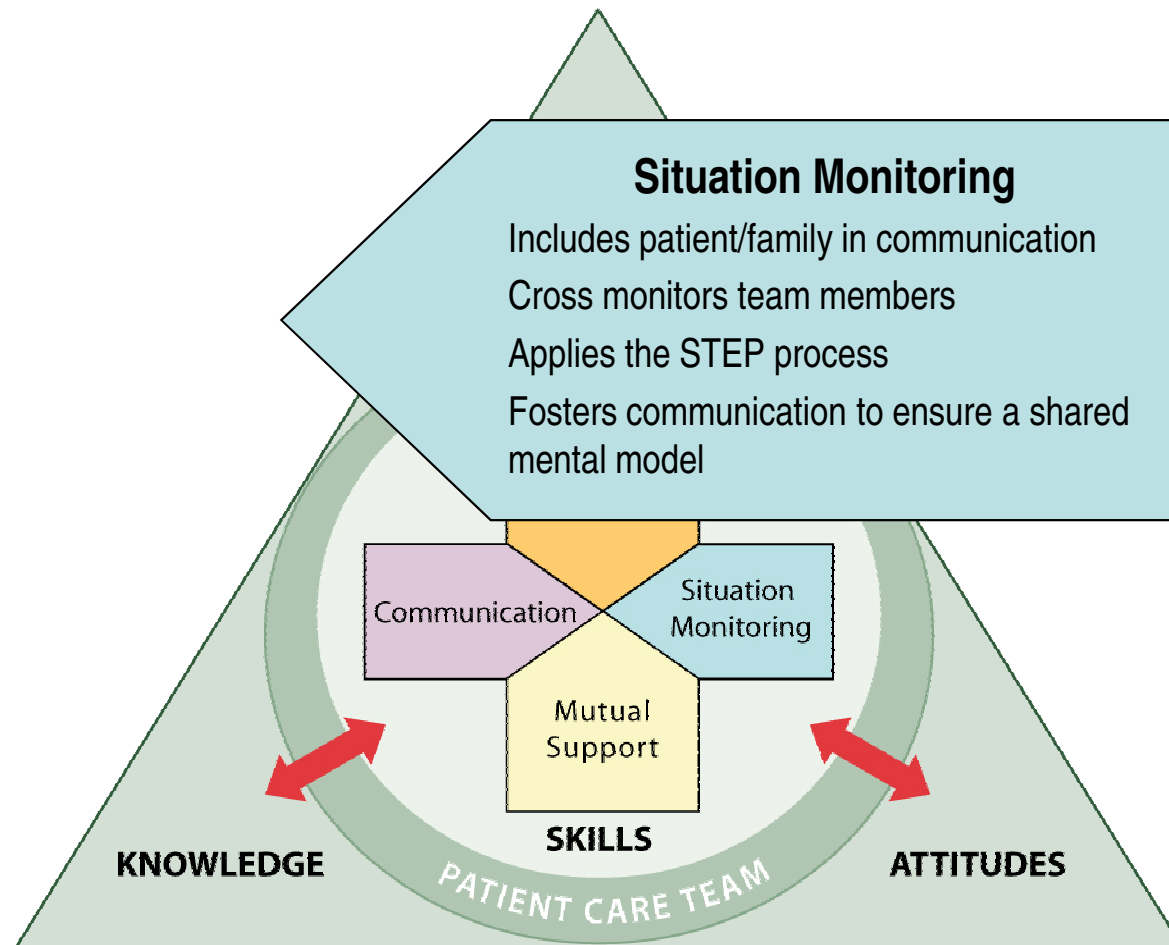 Situation Monitoring
Includes patient/family in communication
Cross monitors team members
Applies the STEP process
Fosters communication to ensure a shared
mental model
Communication
Situation
Monitoring
Mutual
Support
SKILLS
KNOWLEDGE
ATTITUDES
PATIENT CARE TEAM